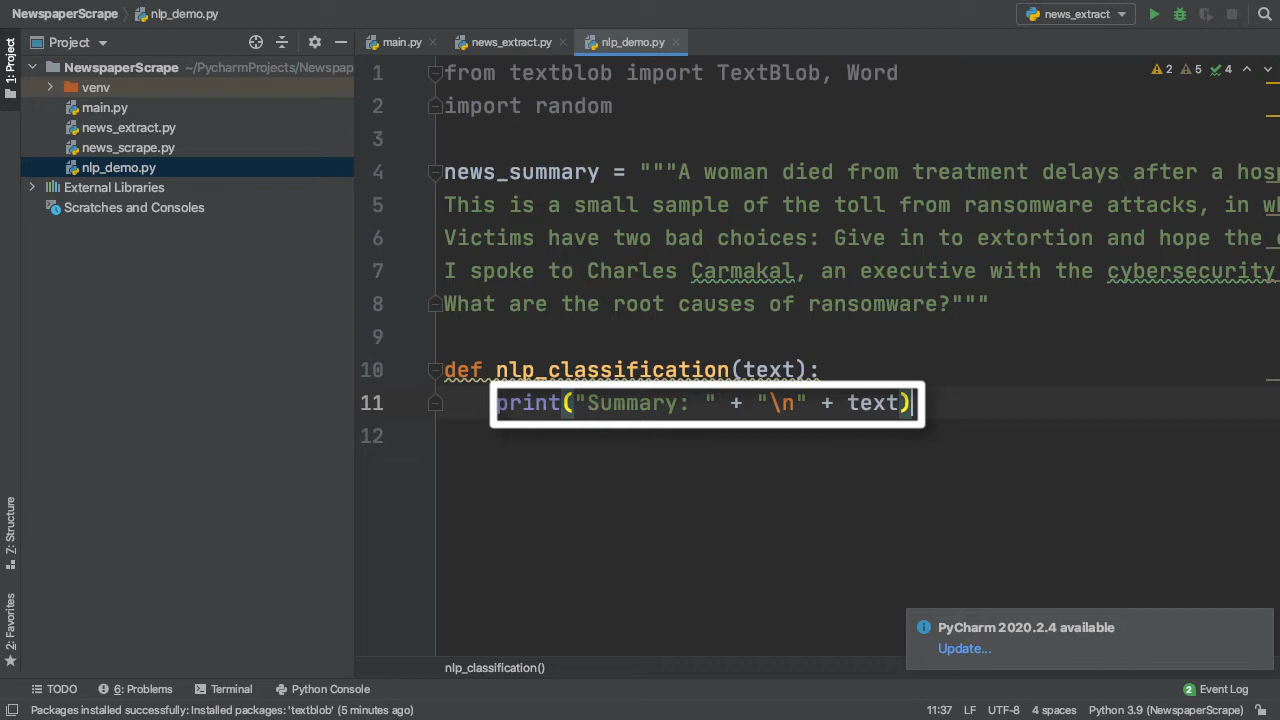 NewspaperScrape nlp_demo.py news_extract
Project main.py news_extract.py nlp_demo.py
1: Project
NewspaperScrape ~/PycharmProjects/Newspap
venv
main.py
news_extract.py
news_scrape.py
nlp_demo.py
External Libraries
Scratches and Consoles
2 5 4
1 from textblob import TextBlob, Word
2 import random
3
4 news_summary = """A woman died from treatment delays after a hosp
5 This is a small sample of the toll from ransomware attacks, in wh
6 Victims have two bad choices: Give in to extortion and hope the
7 I spoke to Charles Carmakal, an executive with the cybersecurity
8 What are the root causes of ransomware?"""
9
10 def nlp_classification(text):
11 print("Summary: " + "\n" + text)
12
Z: Structure
2: Favorites
PyCharm 2020.2.4 available
Update...
nlp_classification()
TODO 6: Problems Terminal Python Console 2 Event Log
Packages installed successfully: Installed packages: 'textblob' (5 minutes ago) 11:37 LF UTF-8 4 spaces Python 3.9 (NewspaperScrape)